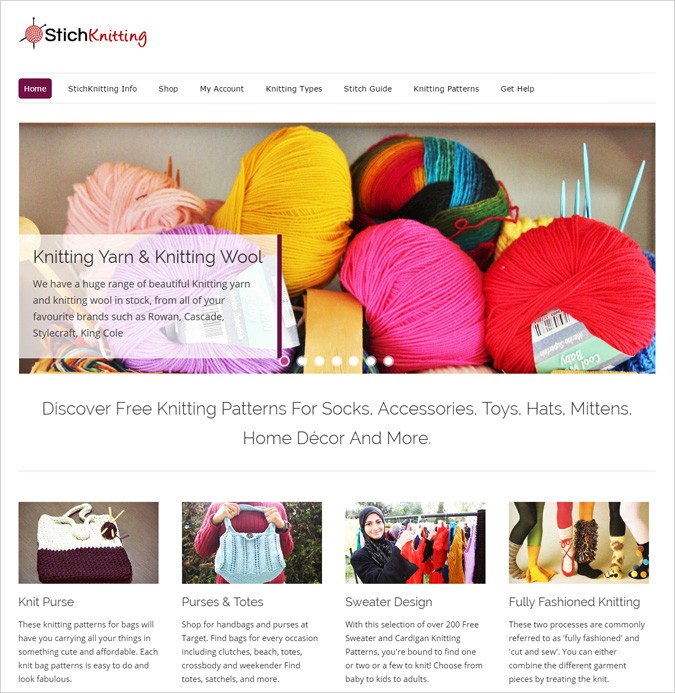 StichKnitting
Home StichKnitting Info Shop My Account Knitting Types Stitch Guide Knitting Patterns Get Help
Knitting Yarn & Knitting Wool
We have a huge range of beautiful Knitting yarn
and knitting wool in stock, from all of your
favourite brands such as Rowan, Cascade,
Stylecraft, King Cole
Cool
Baby
Discover Free Knitting Patterns For Socks, Accessories, Toys, Hats, Mittens,
Home Décor And More.
Knit Purse
These knitting patterns for bags will
have you carrying all your things in
something cute and affordable. Each
knit bag patterns is easy to do and
look fabulous.
Purses & Totes
Shop for handbags and purses at
Target. Find bags for every occasion
including clutches, beach, totes,
crossbody and weekender Find
totes, satchels, and more.
Sweater Design
With this selection of over 200 Free
Sweater and Cardigan Knitting
Patterns, you're bound to find one
or two or a few to knit! Choose from
baby to kids to adults.
Fully Fashioned Knitting
These two processes are commonly
referred to as 'fully fashioned' and
'cut and sew'. You can either
combine the different garment
pieces by treating the knit.